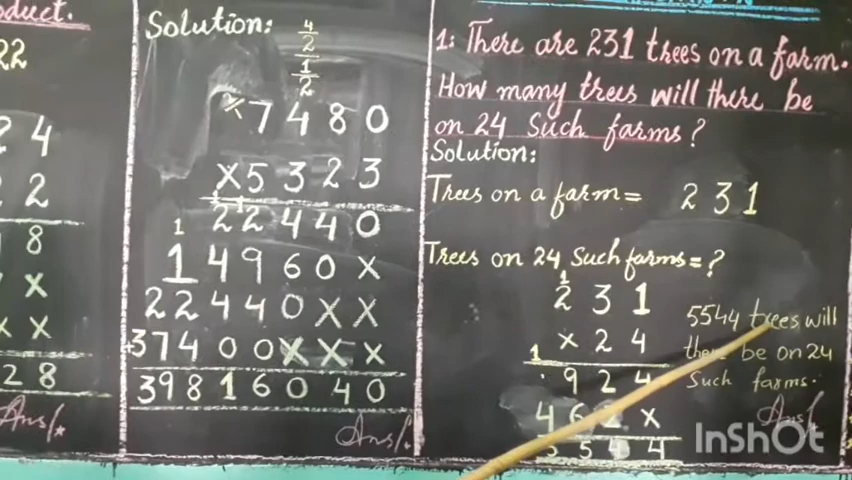 oduct.
22
2 4
2
8
x
x x
28
Ans.
Solution:
4
2
1
2
× 7 4 8 0
×5 3 2 3
1 1
1 2 2 4 4 0
1 4 9 6 0 x
2 2 4 4 0 x x
+3 7 4 0 0 x x x
3 9 8 1 6 0 4 0
Ans.
1: There are 231 trees on a farm.
How many trees will there be
on 24 Such farms?
Solution:
Trees on a farm = 2 3 1
Trees on 24 Such farms = ?
1
2 3 1
× 2 4
1
9 2 4
4 6 2 x
5 5 4 4
5544 trees will
there be on 24
Such farms.
Ans.
InShOt